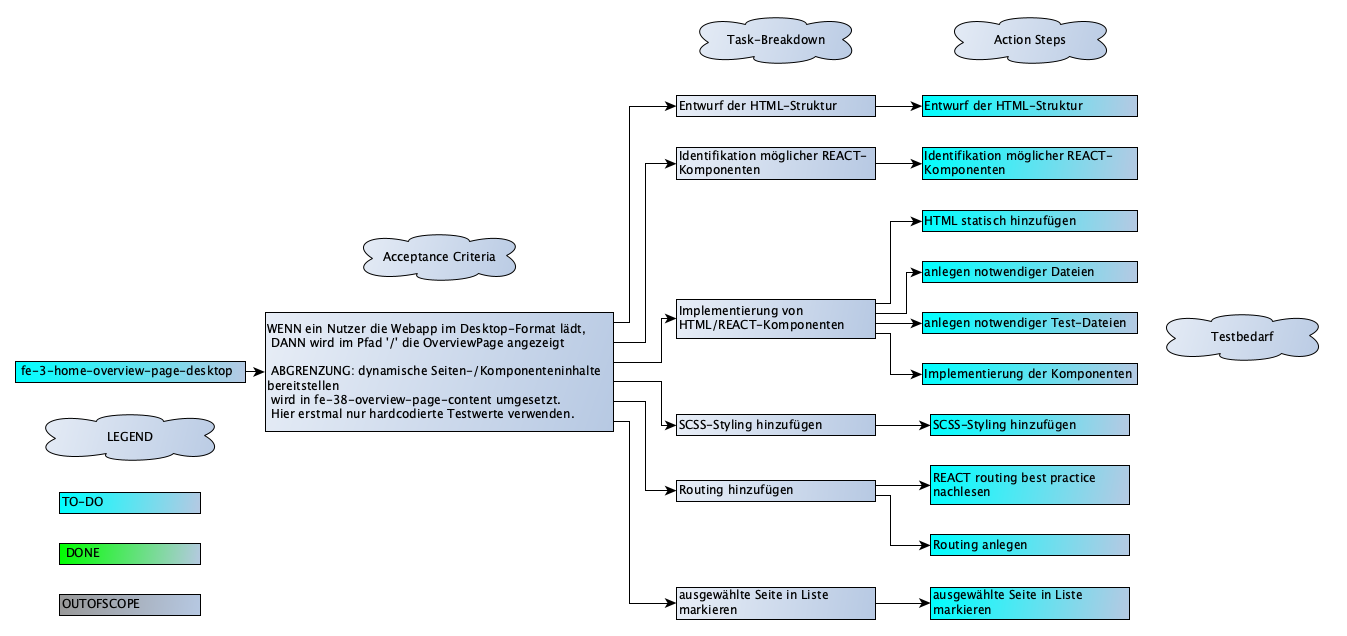 Task-Breakdown
Action Steps
Entwurf der HTML-Struktur
Entwurf der HTML-Struktur
Identifikation möglicher REACT-
Komponenten
Identifikation möglicher REACT-
Komponenten
HTML statisch hinzufügen
Acceptance Criteria
anlegen notwendiger Dateien
WENN ein Nutzer die Webapp im Desktop-Format lädt,
DANN wird im Pfad '/' die OverviewPage angezeigt
ABGRENZUNG: dynamische Seiten-/Komponenteninhalte
bereitstellen
wird in fe-38-overview-page-content umgesetzt.
Hier erstmal nur hardcodierte Testwerte verwenden.
Implementierung von
HTML/REACT-Komponenten
anlegen notwendiger Test-Dateien
Testbedarf
fe-3-home-overview-page-desktop
Implementierung der Komponenten
SCSS-Styling hinzufügen
SCSS-Styling hinzufügen
LEGEND
Routing hinzufügen
REACT routing best practice
nachlesen
TO-DO
Routing anlegen
DONE
ausgewählte Seite in Liste
markieren
ausgewählte Seite in Liste
markieren
OUTOFSCOPE